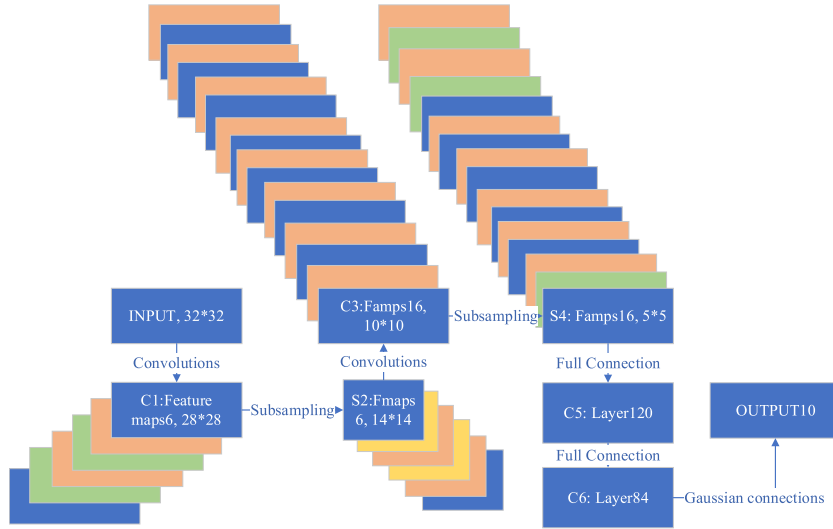 INPUT, 32*32
Convolutions
C1:Feature
maps6, 28*28
Subsampling
S2:Fmaps
6, 14*14
Convolutions
C3:Famps16,
10*10
Subsampling
S4: Famps16, 5*5
Full Connection
C5: Layer120
Full Connection
C6: Layer84
Gaussian connections
OUTPUT10